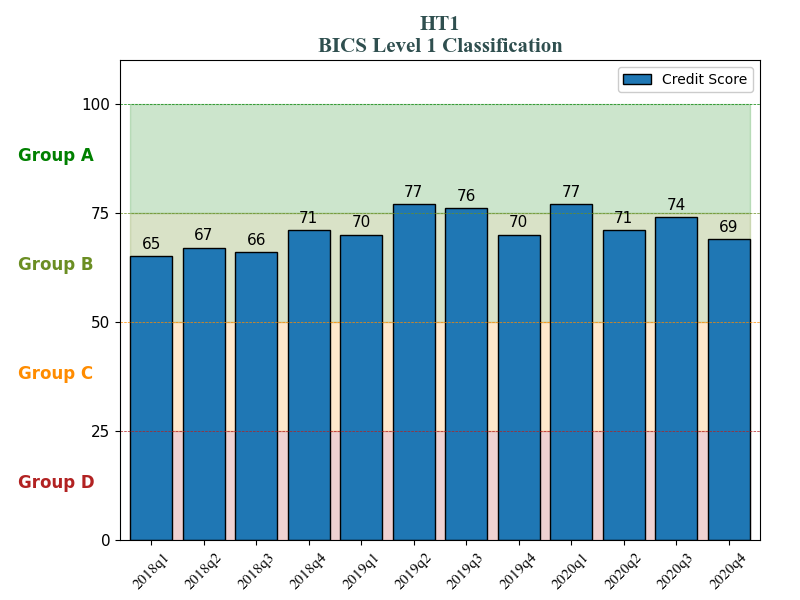 HT1
BICS Level 1 Classification
Credit Score
100
Group A
77
76
77
75
74
71
71
70
70
69
67
66
65
Group B
50
Group C
25
Group D
0
2018q1
2018q2
2018q3
2018q4
2019q1
2019q2
2019q3
2019q4
2020q1
2020q2
2020q3
2020q4